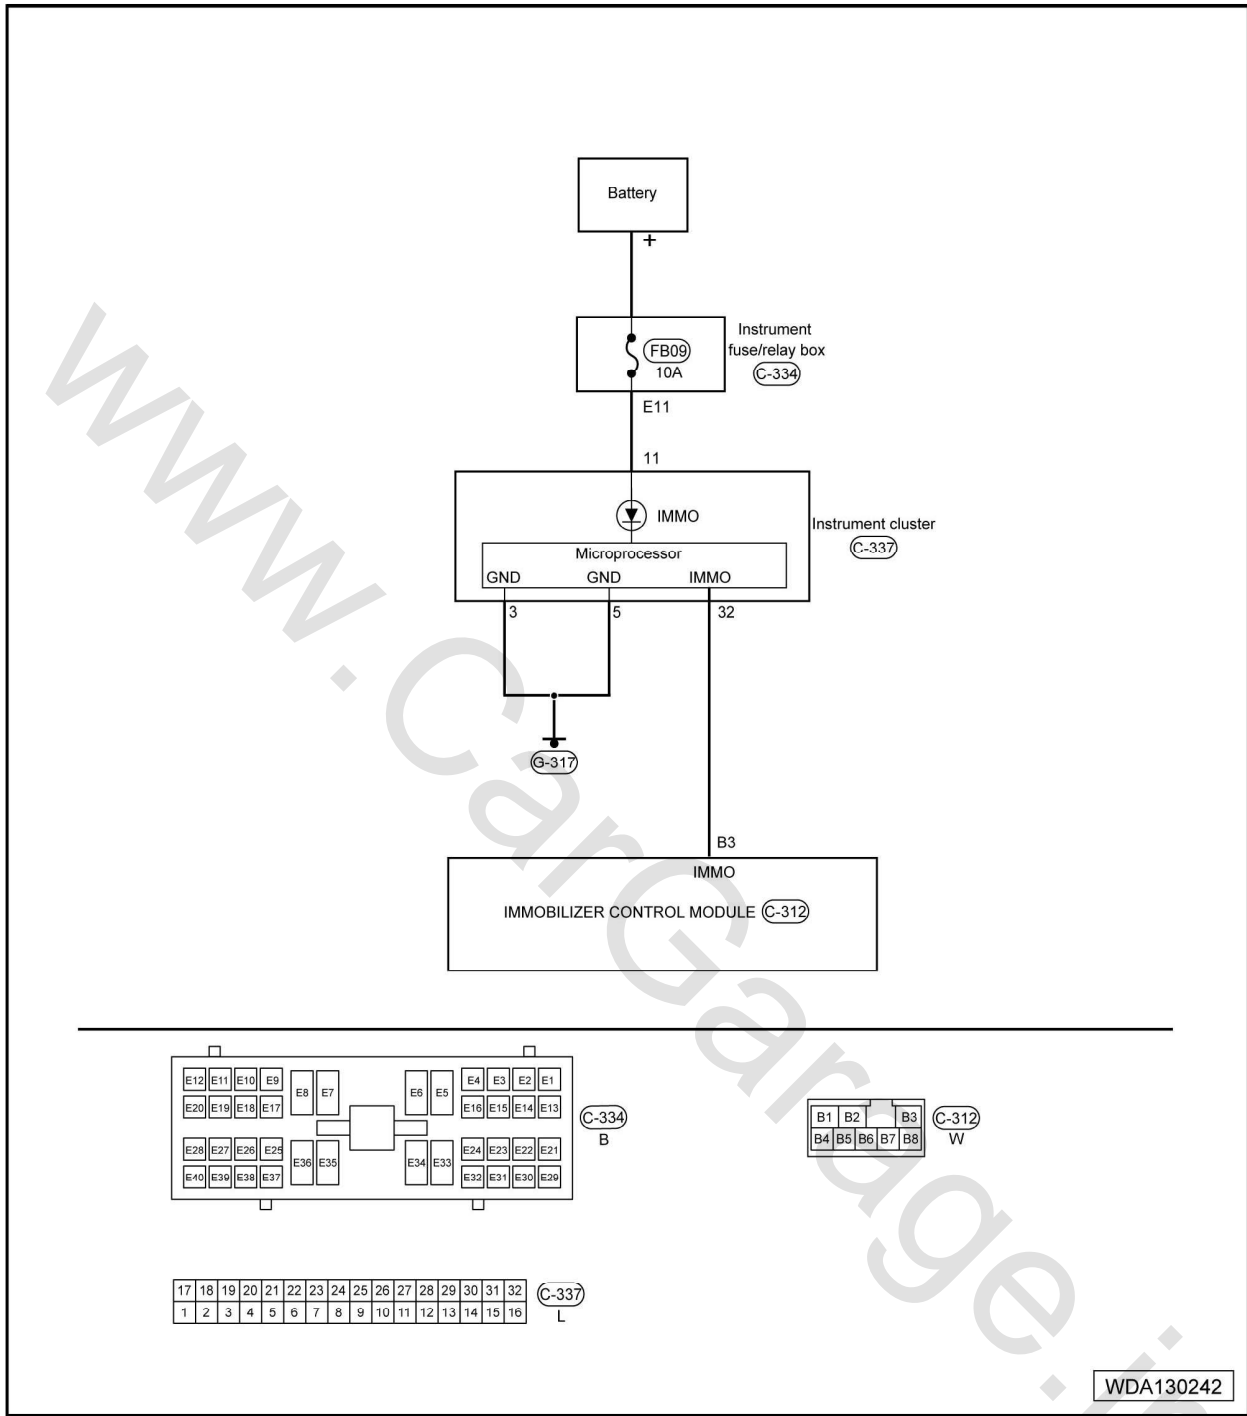 Battery
+
Instrument
fuse/relay box
FB09
10A
C-334
E11
11
IMMO
Instrument cluster
C-337
Microprocessor
GND GND IMMO
3 5 32
G-317
B3
IMMO
IMMOBILIZER CONTROL MODULE C-312
E12 E11 E10 E9 E8 E7 E6 E5 E4 E3 E2 E1
E20 E19 E18 E17 E16 E15 E14 E13
C-334
B
E28 E27 E26 E25 E36 E35 E34 E33 E24 E23 E22 E21
E40 E39 E38 E37 E32 E31 E30 E29
B1 B2 B3
B4 B5 B6 B7 B8
C-312
W
17 18 19 20 21 22 23 24 25 26 27 28 29 30 31 32
1 2 3 4 5 6 7 8 9 10 11 12 13 14 15 16
C-337
L
WDA130242
www.CarGarage.i